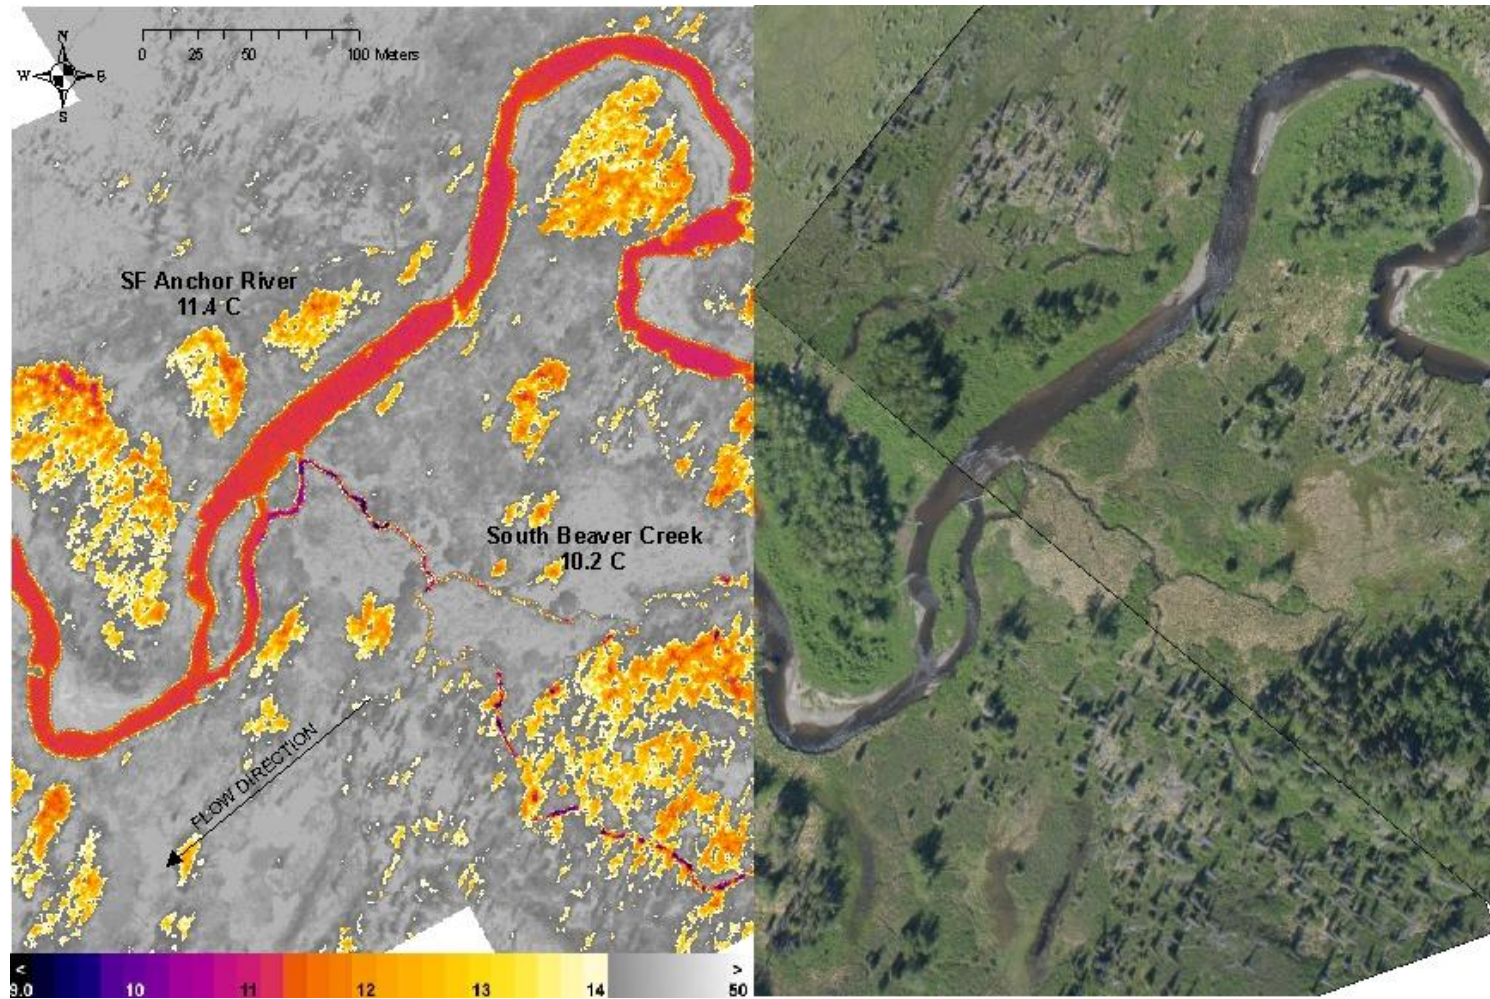 N
W E
S
0 25 50 100 Meters
SF Anchor River
11.4 C
South Beaver Creek
10.2 C
FLOW DIRECTION
< >
9.0 10 11 12 13 14 50